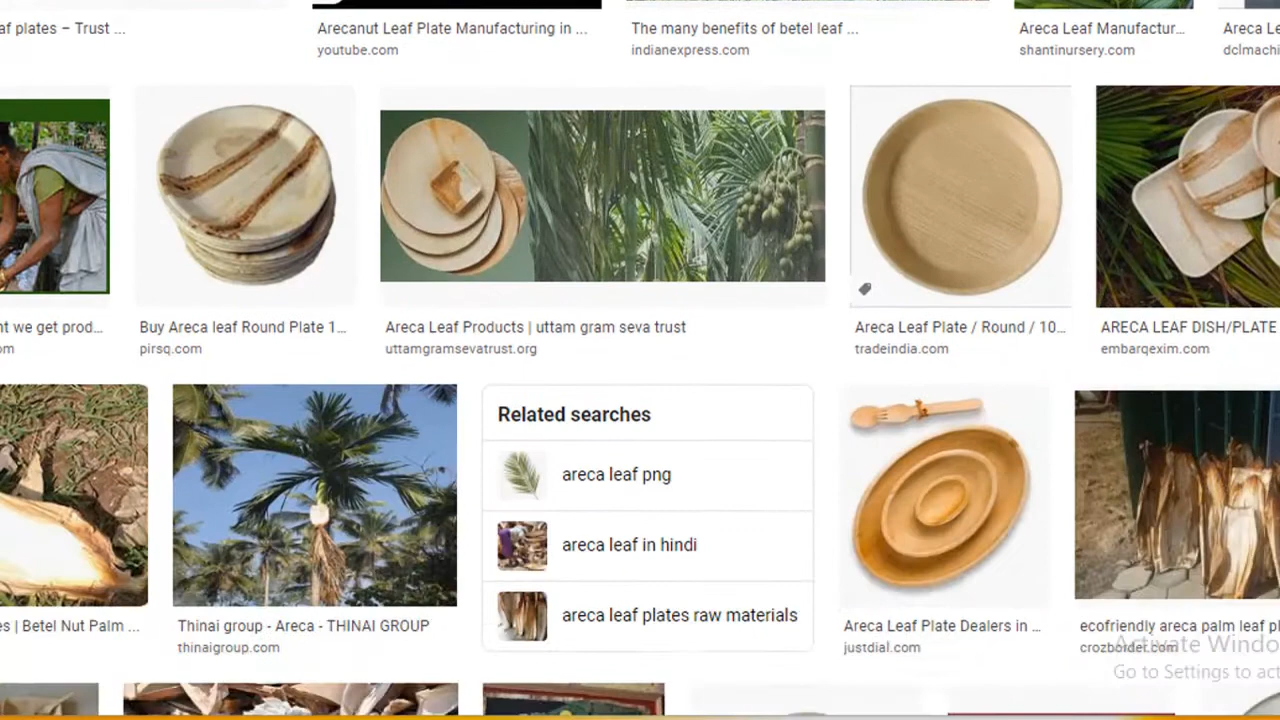 af plates – Trust ...
Arecanut Leaf Plate Manufacturing in ...
youtube.com
The many benefits of betel leaf ...
indianexpress.com
Areca Leaf Manufactur...
shantinursery.com
Areca Le
dclmachi
nt we get prod...
om
Buy Areca leaf Round Plate 1...
pirsq.com
Areca Leaf Products | uttam gram seva trust
uttamgramsevatrust.org
Areca Leaf Plate / Round / 10...
tradeindia.com
ARECA LEAF DISH/PLATE
embarqexim.com
es | Betel Nut Palm ...
Thinai group - Areca - THINAI GROUP
thinaigroup.com
Related searches
areca leaf png
areca leaf in hindi
areca leaf plates raw materials
Areca Leaf Plate Dealers in ...
justdial.com
ecofriendly areca palm leaf pl
crozborder.com
Activate Windo
Go to Settings to act